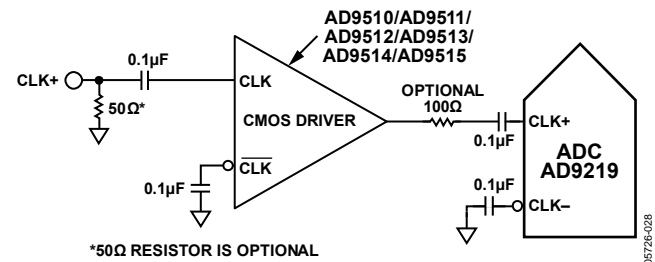 AD9510/AD9511/
AD9512/AD9513/
AD9514/AD9515
0.1µF
CLK+
50Ω*
CLK
CMOS DRIVER
CLK
0.1µF
OPTIONAL
100Ω
0.1µF
CLK+
ADC
AD9219
0.1µF
CLK–
*50Ω RESISTOR IS OPTIONAL
05726-028